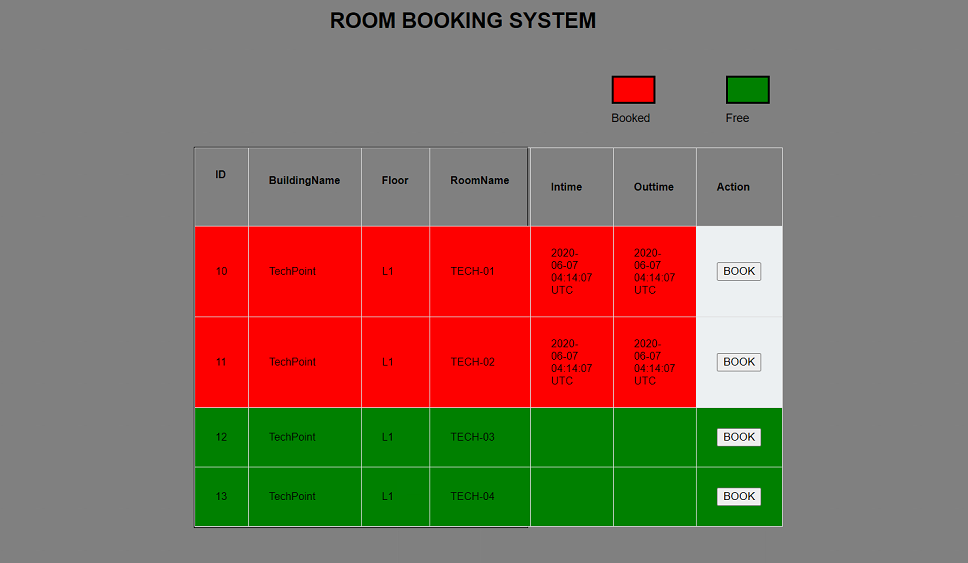 ROOM BOOKING SYSTEM
Booked Free
ID BuildingName Floor RoomName Intime Outtime Action
10 TechPoint L1 TECH-01 2020-06-07 04:14:07 UTC 2020-06-07 04:14:07 UTC BOOK
11 TechPoint L1 TECH-02 2020-06-07 04:14:07 UTC 2020-06-07 04:14:07 UTC BOOK
12 TechPoint L1 TECH-03 BOOK
13 TechPoint L1 TECH-04 BOOK